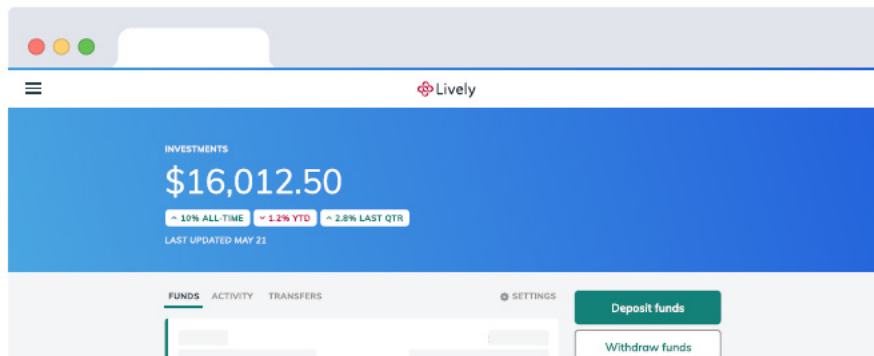 Lively
INVESTMENTS
$16,012.50
^ 10% ALL-TIME ˅ 1.2% YTD ^ 2.8% LAST QTR
LAST UPDATED MAY 21
FUNDS ACTIVITY TRANSFERS SETTINGS
Deposit funds
Withdraw funds